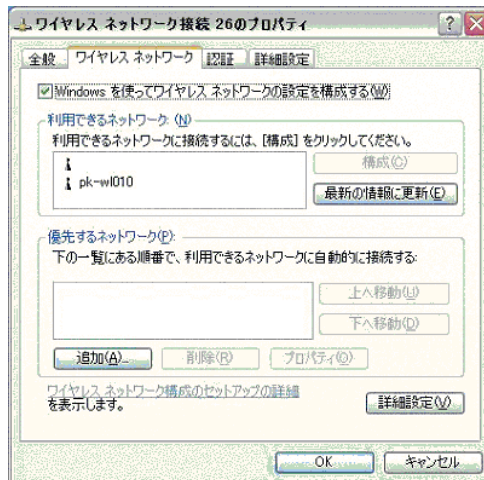 ワイヤレス ネットワーク接続 26のプロパティ
全般 ワイヤレス ネットワーク 認証 詳細設定
Windows を使ってワイヤレス ネットワークの設定を構成する(W)
利用できるネットワーク: (N)
利用できるネットワークに接続するには、[構成] をクリックしてください。
構成(C)
pk-wl010
最新の情報に更新(E)
優先するネットワーク(P):
下の一覧にある順番で、利用できるネットワークに自動的に接続する:
上へ移動(U)
下へ移動(D)
追加(A)... 削除(R) プロパティ(O)
ワイヤレス ネットワーク構成のセットアップの詳細
を表示します。
詳細設定(V)
OK キャンセル